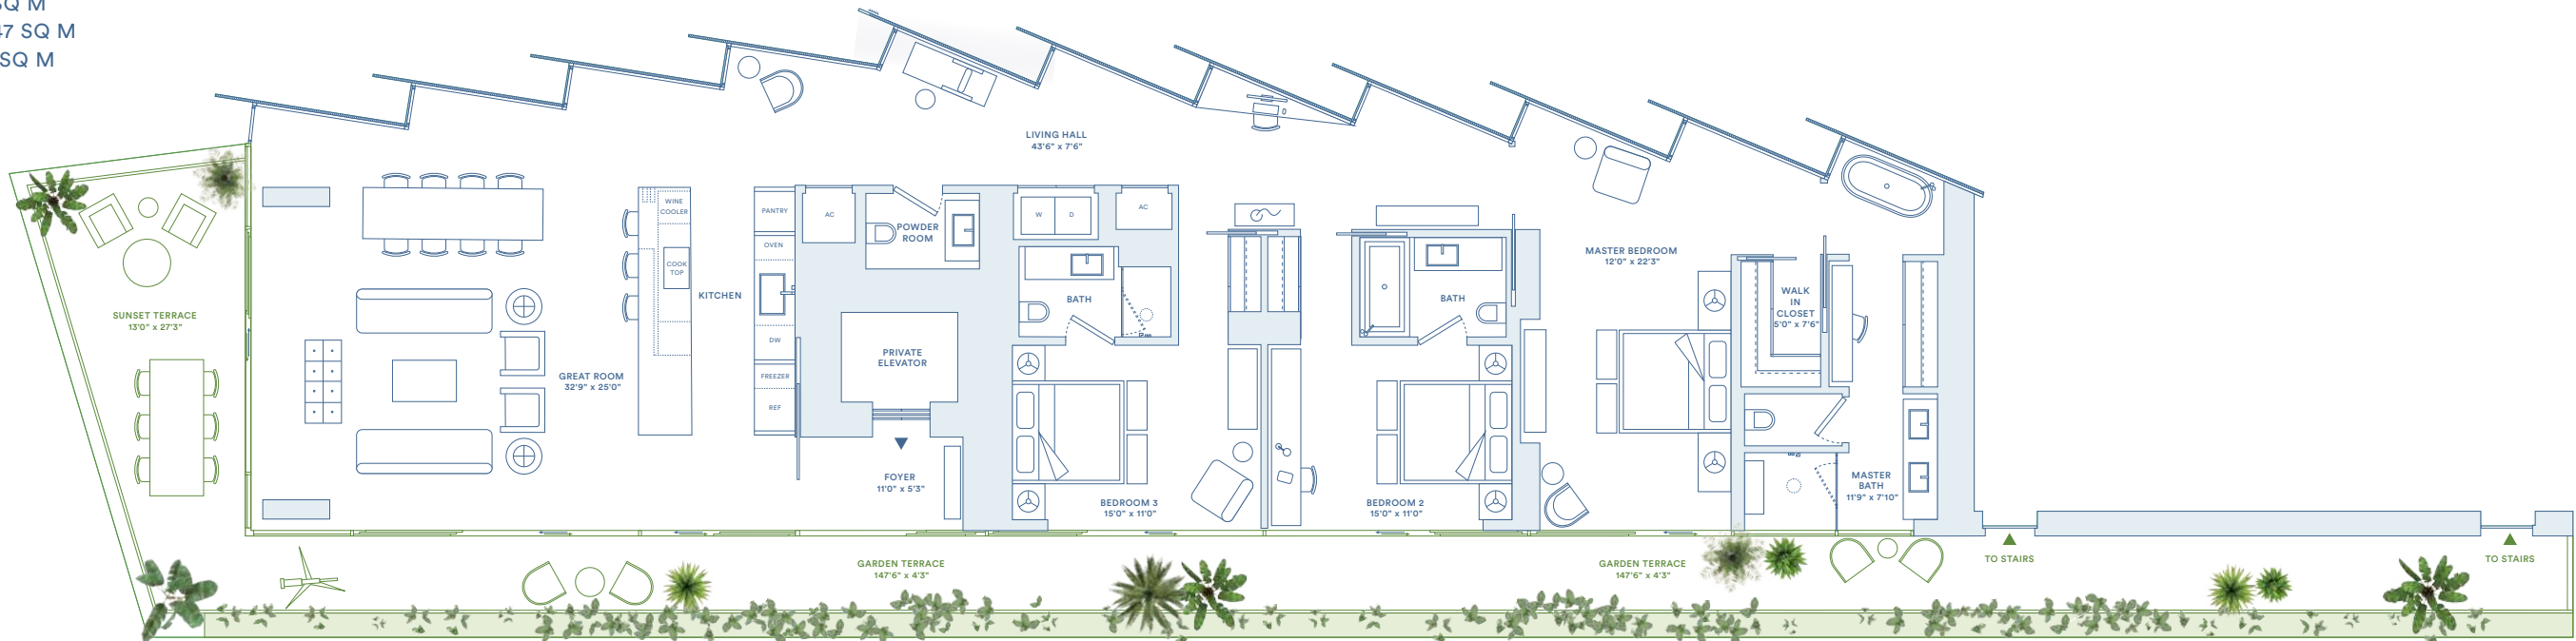 SQ M
47 SQ M
SQ M
LIVING HALL
43'6" x 7'6"
WINE
COOLER
COOK
TOP
KITCHEN
PANTRY
OVEN
DW
FREEZER
REF
AC
POWDER
ROOM
W
D
AC
BATH
BATH
PRIVATE
ELEVATOR
MASTER BEDROOM
12'0" x 22'3"
WALK
IN
CLOSET
5'0" x 7'6"
SUNSET TERRACE
13'0" x 27'3"
GREAT ROOM
32'9" x 25'0"
FOYER
11'0" x 5'3"
BEDROOM 3
15'0" x 11'0"
BEDROOM 2
15'0" x 11'0"
MASTER
BATH
11'9" x 7'10"
GARDEN TERRACE
147'6" x 4'3"
GARDEN TERRACE
147'6" x 4'3"
TO STAIRS
TO STAIRS